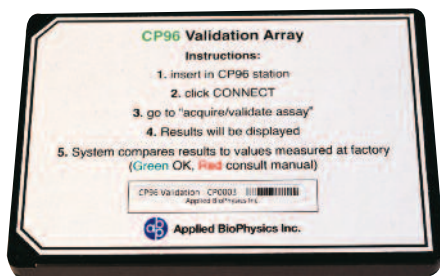 CP96 Validation Array
Instructions:
1. insert in CP96 station
2. click CONNECT
3. go to "acquire/validate assay"
4. Results will be displayed
5. System compares results to values measured at factory
(Green OK, Red consult manual)
CP96 Validation CP0003
Applied BioPhysics Inc.
Applied BioPhysics Inc.